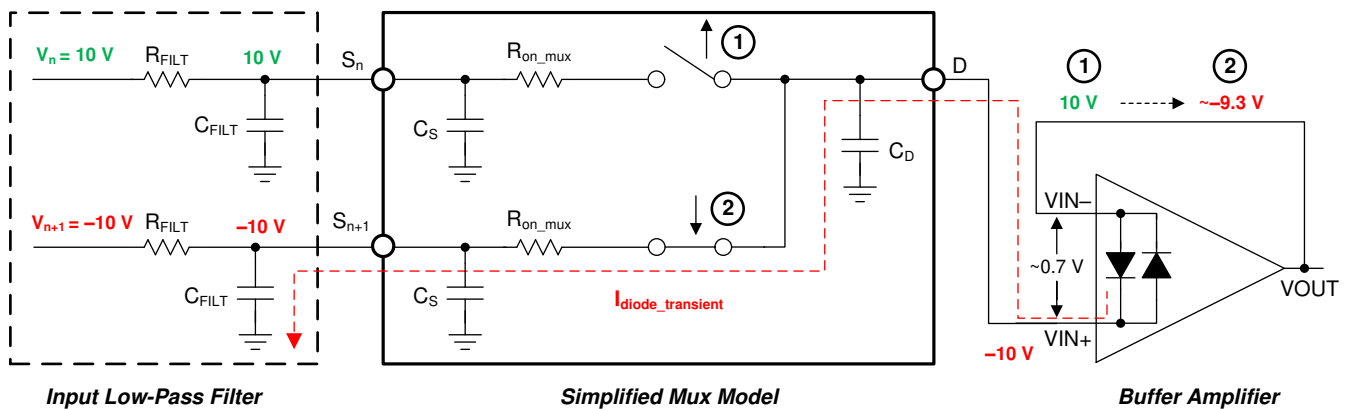 Vn = 10 V
RFILT
10 V
Sn
Ron_mux
1
D
1
2
10 V
~–9.3 V
CFILT
CS
CD
Vn+1 = –10 V
RFILT
–10 V
Sn+1
Ron_mux
2
VIN–
~0.7 V
VOUT
CFILT
CS
Idiode_transient
VIN+
–10 V
Input Low-Pass Filter
Simplified Mux Model
Buffer Amplifier